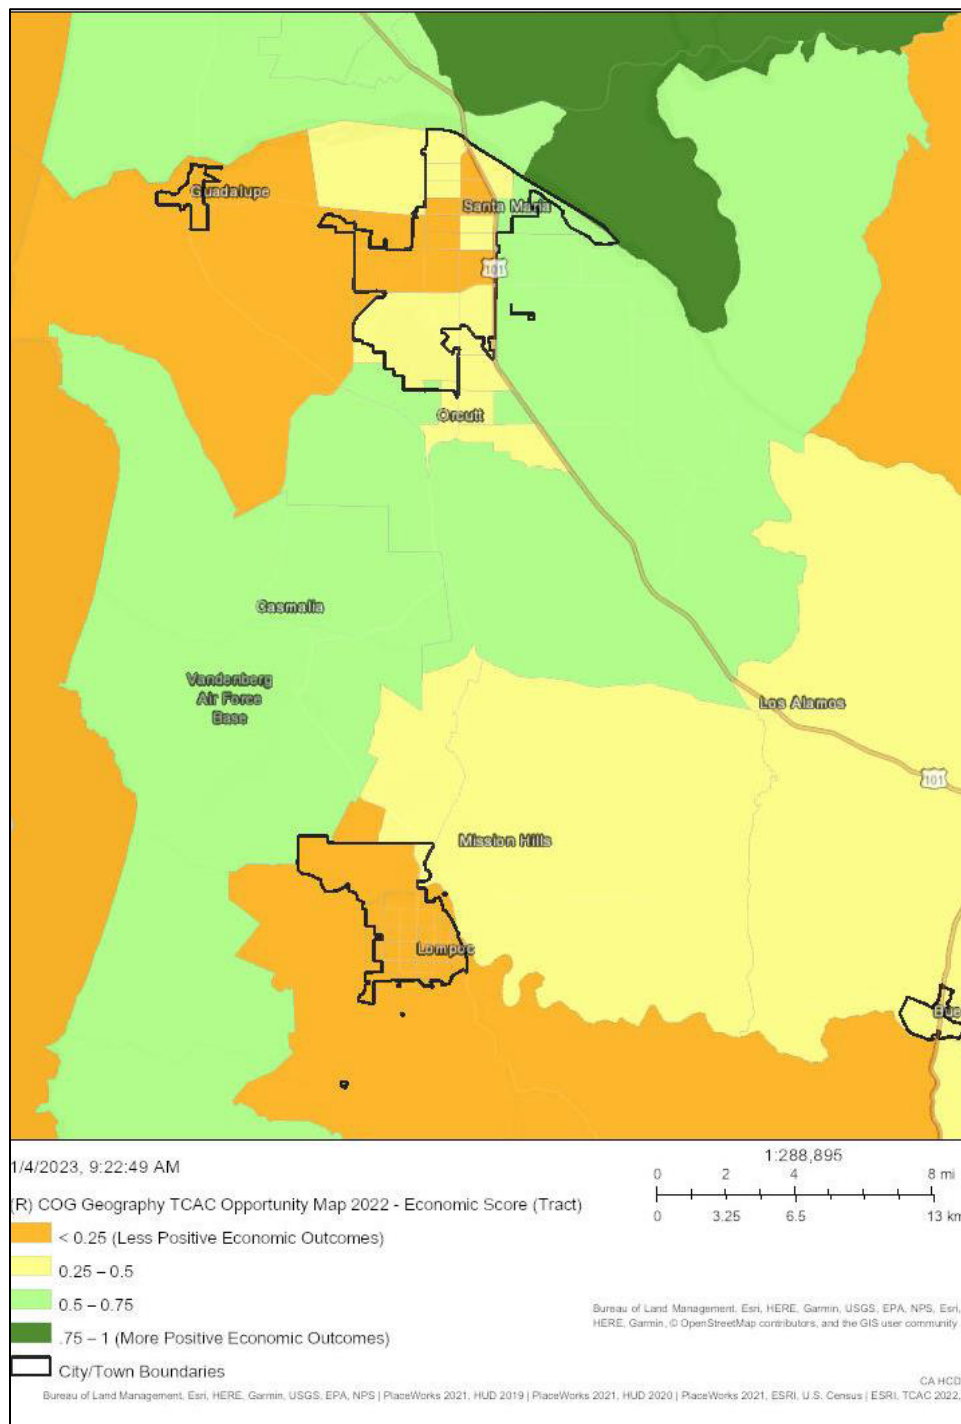 Guadalupe
Santa Maria
101
Orcutt
Casmalia
Vandenberg
Air Force
Base
Los Alamos
101
Mission Hills
Lompoc
Bue
1/4/2023, 9:22:49 AM
1:288,895
0 2 4 8 mi
0 3.25 6.5 13 km
(R) COG Geography TCAC Opportunity Map 2022 - Economic Score (Tract)
< 0.25 (Less Positive Economic Outcomes)
0.25 – 0.5
0.5 – 0.75
.75 – 1 (More Positive Economic Outcomes)
City/Town Boundaries
Bureau of Land Management, Esri, HERE, Garmin, USGS, EPA, NPS, Esri,
HERE, Garmin, © OpenStreetMap contributors, and the GIS user community
CA HCD
Bureau of Land Management, Esri, HERE, Garmin, USGS, EPA, NPS | PlaceWorks 2021, HUD 2019 | PlaceWorks 2021, HUD 2020 | PlaceWorks 2021, ESRI, U.S. Census | ESRI, TCAC 2022,